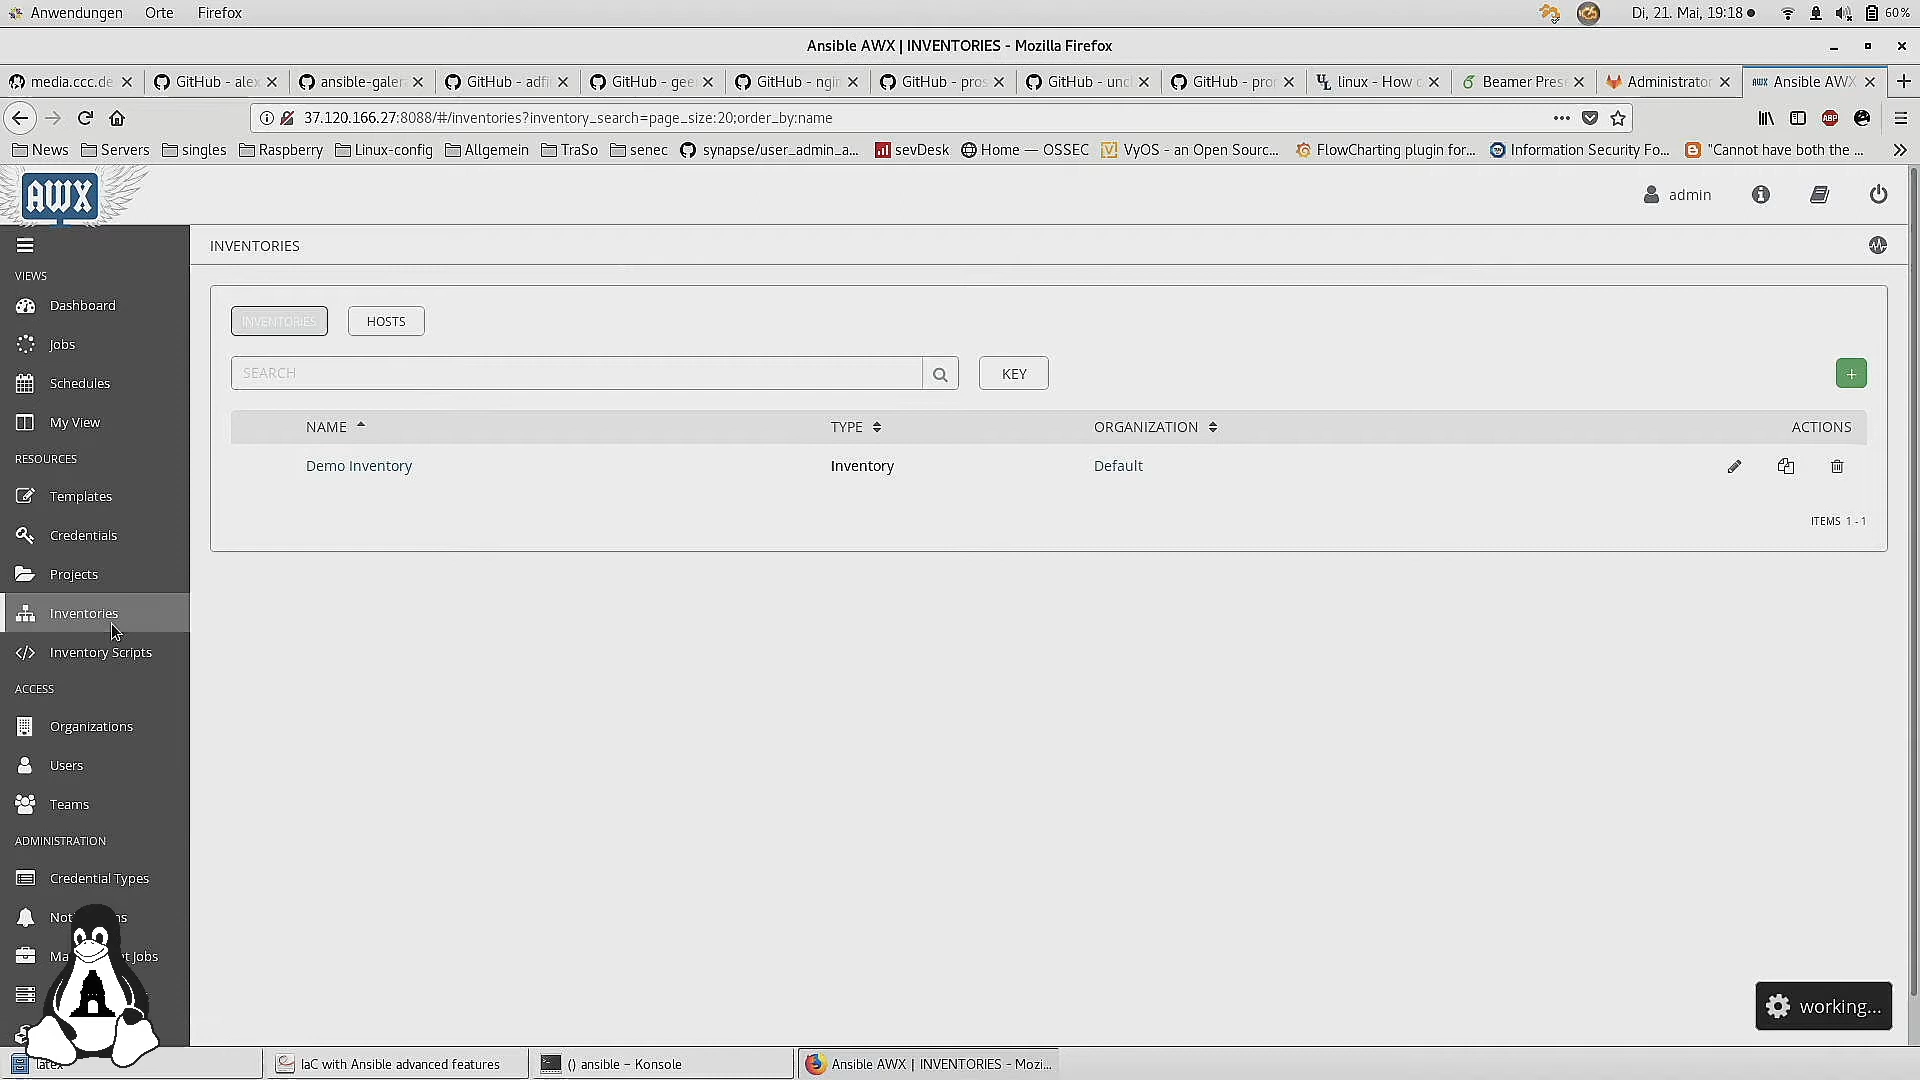 Anwendungen Orte Firefox Di, 21. Mai, 19:18 60%
Ansible AWX | INVENTORIES - Mozilla Firefox
media.ccc.de GitHub - alex ansible-galer GitHub - adfi GitHub - gee GitHub - ngin GitHub - pros GitHub - unc GitHub - pro linux - How Beamer Pres Administrator Ansible AWX
37.120.166.27:8088/#/inventories?inventory_search=page_size:20;order_by:name ABP
News Servers singles Raspberry Linux-config Allgemein TraSo senec synapse/user_admin_a... sevDesk Home — OSSEC VyOS - an Open Sourc... FlowCharting plugin for... Information Security Fo... "Cannot have both the ...
AWX admin
INVENTORIES
VIEWS
Dashboard
Jobs
Schedules
My View
RESOURCES
Templates
Credentials
Projects
Inventories
Inventory Scripts
ACCESS
Organizations
Users
Teams
ADMINISTRATION
Credential Types
INVENTORIES HOSTS
SEARCH KEY +
NAME TYPE ORGANIZATION ACTIONS
Demo Inventory Inventory Default
ITEMS 1 - 1
Jobs
working...
latex IaC with Ansible advanced features () ansible – Konsole Ansible AWX | INVENTORIES - Mozi...